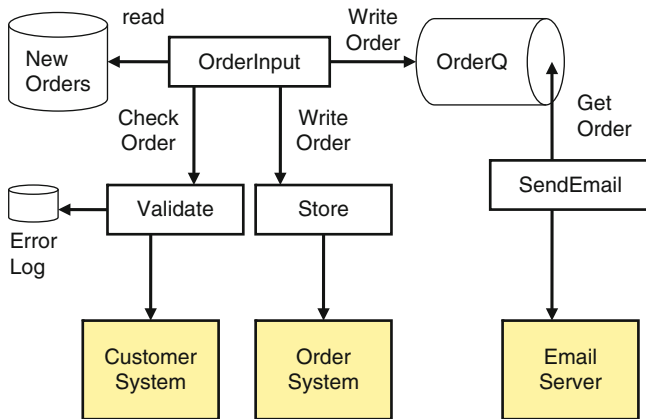 read
Write
Order
New
Orders
OrderInput
OrderQ
Check
Order
Write
Order
Get
Order
Validate
Store
SendEmail
Error
Log
Customer
System
Order
System
Email
Server